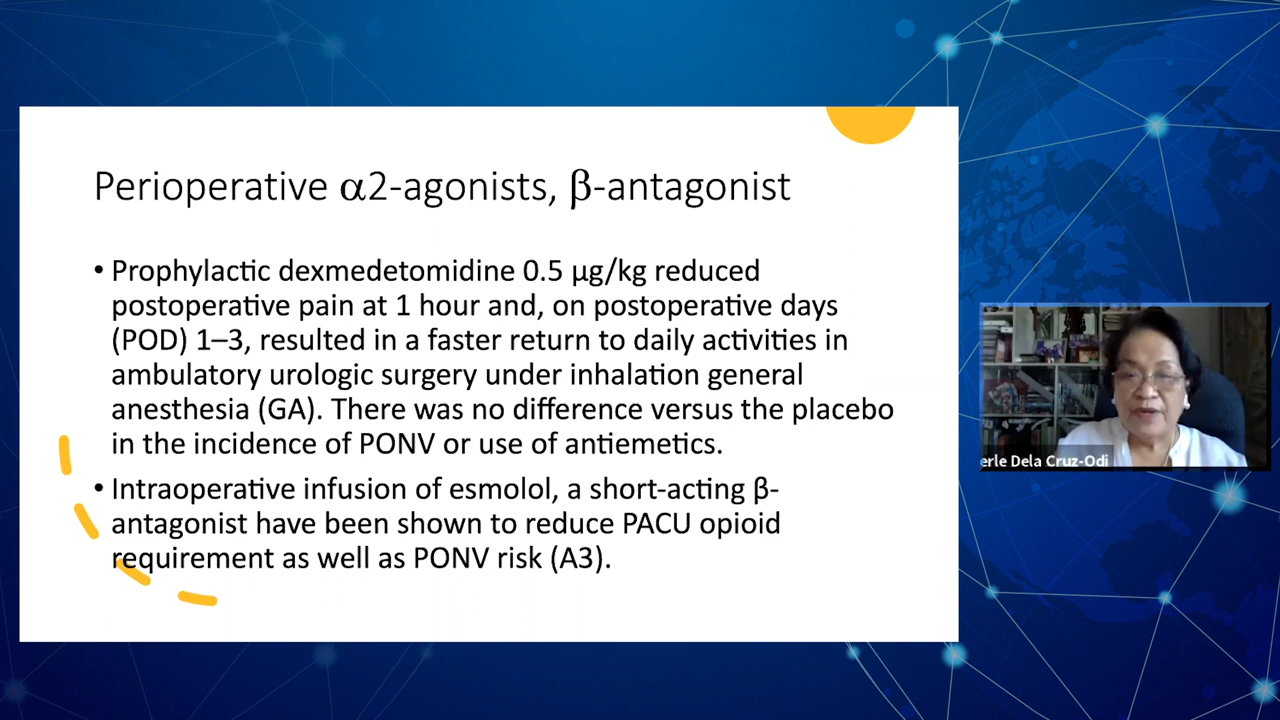 Perioperative α2-agonists, β-antagonist
• Prophylactic dexmedetomidine 0.5 µg/kg reduced
postoperative pain at 1 hour and, on postoperative days
(POD) 1–3, resulted in a faster return to daily activities in
ambulatory urologic surgery under inhalation general
anesthesia (GA). There was no difference versus the placebo
in the incidence of PONV or use of antiemetics.
• Intraoperative infusion of esmolol, a short-acting β-
antagonist have been shown to reduce PACU opioid
requirement as well as PONV risk (A3).
erle Dela Cruz-Odi